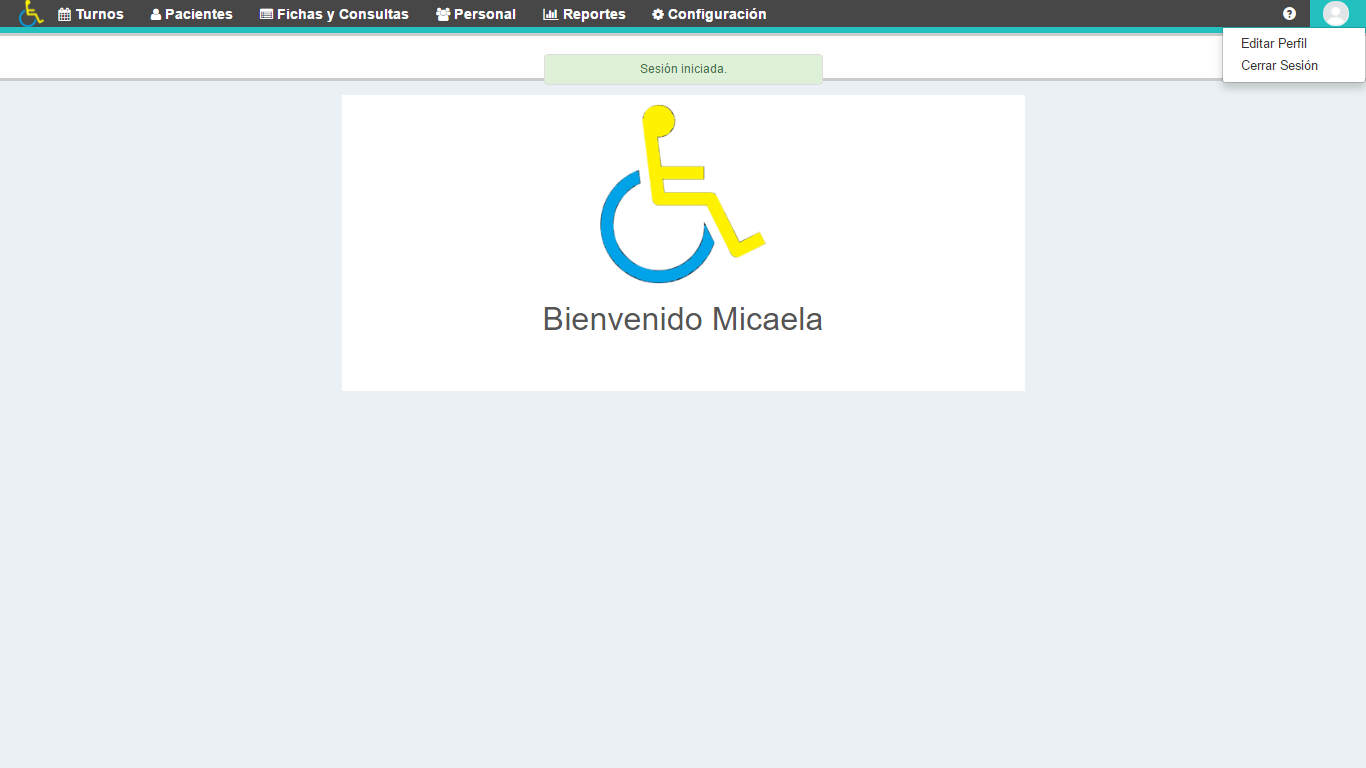 Turnos Pacientes Fichas y Consultas Personal Reportes Configuración
Editar Perfil
Cerrar Sesión
Sesión iniciada.
Bienvenido Micaela